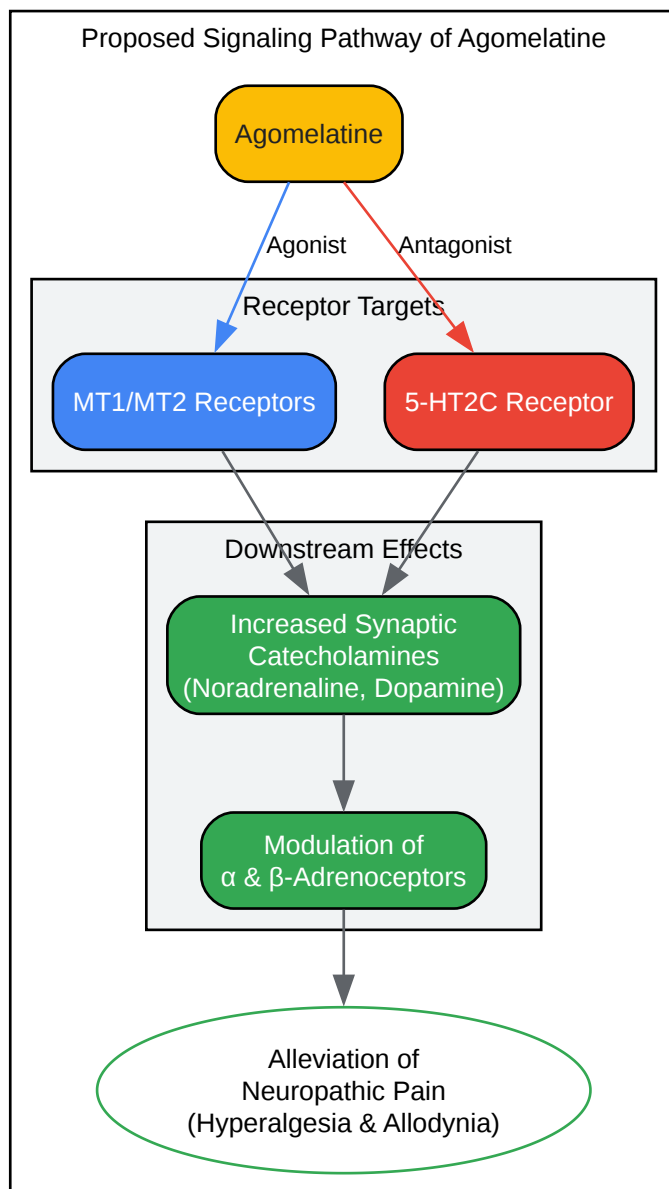 Proposed Signaling Pathway of Agomelatine
Agomelatine
Agonist
Antagonist
Receptor Targets
MT1/MT2 Receptors
5-HT2C Receptor
Downstream Effects
Increased Synaptic
Catecholamines
(Noradrenaline, Dopamine)
Modulation of
α & β-Adrenoceptors
Alleviation of
Neuropathic Pain
(Hyperalgesia & Allodynia)